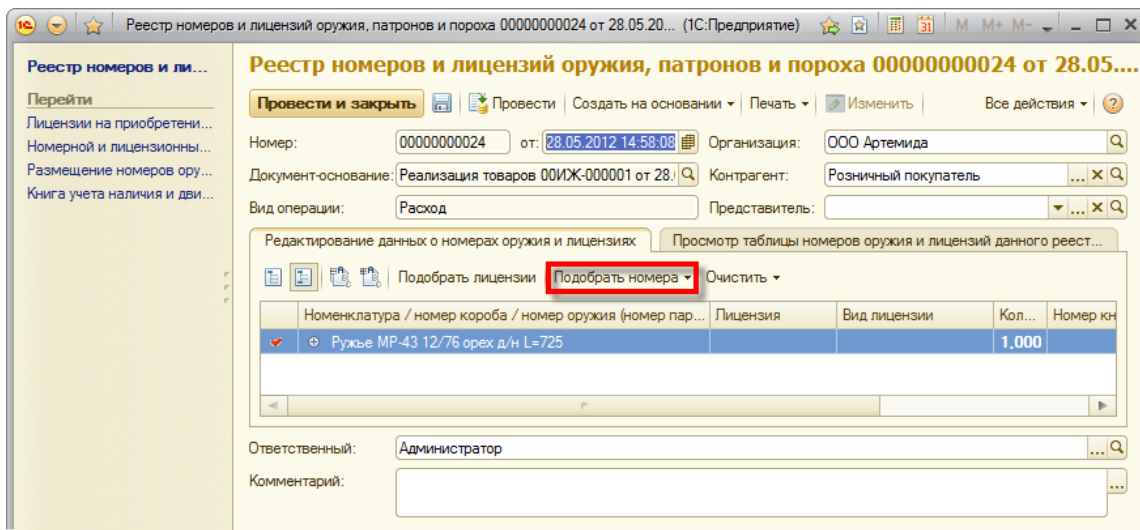 Реестр номеров и лицензий оружия, патронов и пороха 00000000024 от 28.05.20... (1С:Предприятие) M M+ M-
Реестр номеров и ли...
Перейти
Лицензии на приобретени...
Номерной и лицензионны...
Размещение номеров ору...
Книга учета наличия и дви...
Реестр номеров и лицензий оружия, патронов и пороха 00000000024 от 28.05....
Провести и закрыть Провести Создать на основании Печать Изменить Все действия
Номер: 00000000024 от: 28.05.2012 14:58:08 Организация: ООО Артемида
Документ-основание: Реализация товаров 00ИЖ-000001 от 28. Контрагент: Розничный покупатель
Вид операции: Расход Представитель:
Редактирование данных о номерах оружия и лицензиях Просмотр таблицы номеров оружия и лицензий данного реест...
Подобрать лицензии Подобрать номера Очистить
Номенклатура / номер короба / номер оружия (номер пар... Лицензия Вид лицензии Кол... Номер кн
Ружье МР-43 12/76 орех д/н L=725 1,000
Ответственный: Администратор
Комментарий: